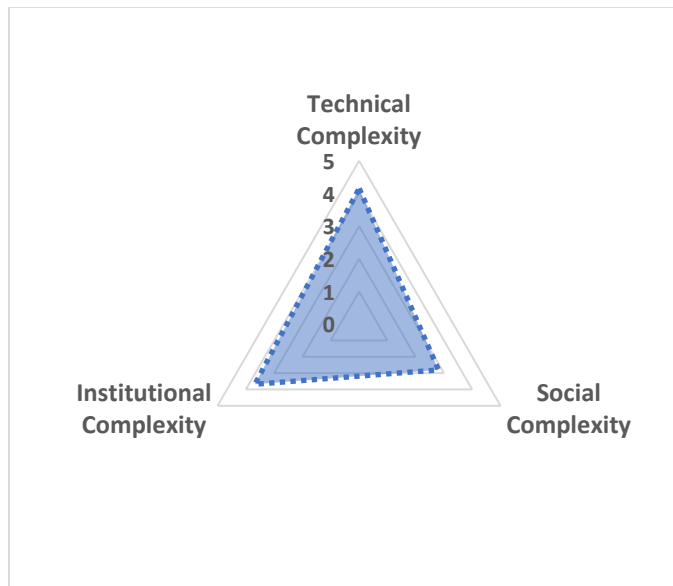 Technical
Complexity
5
4
3
2
1
0
Institutional
Complexity
Social
Complexity